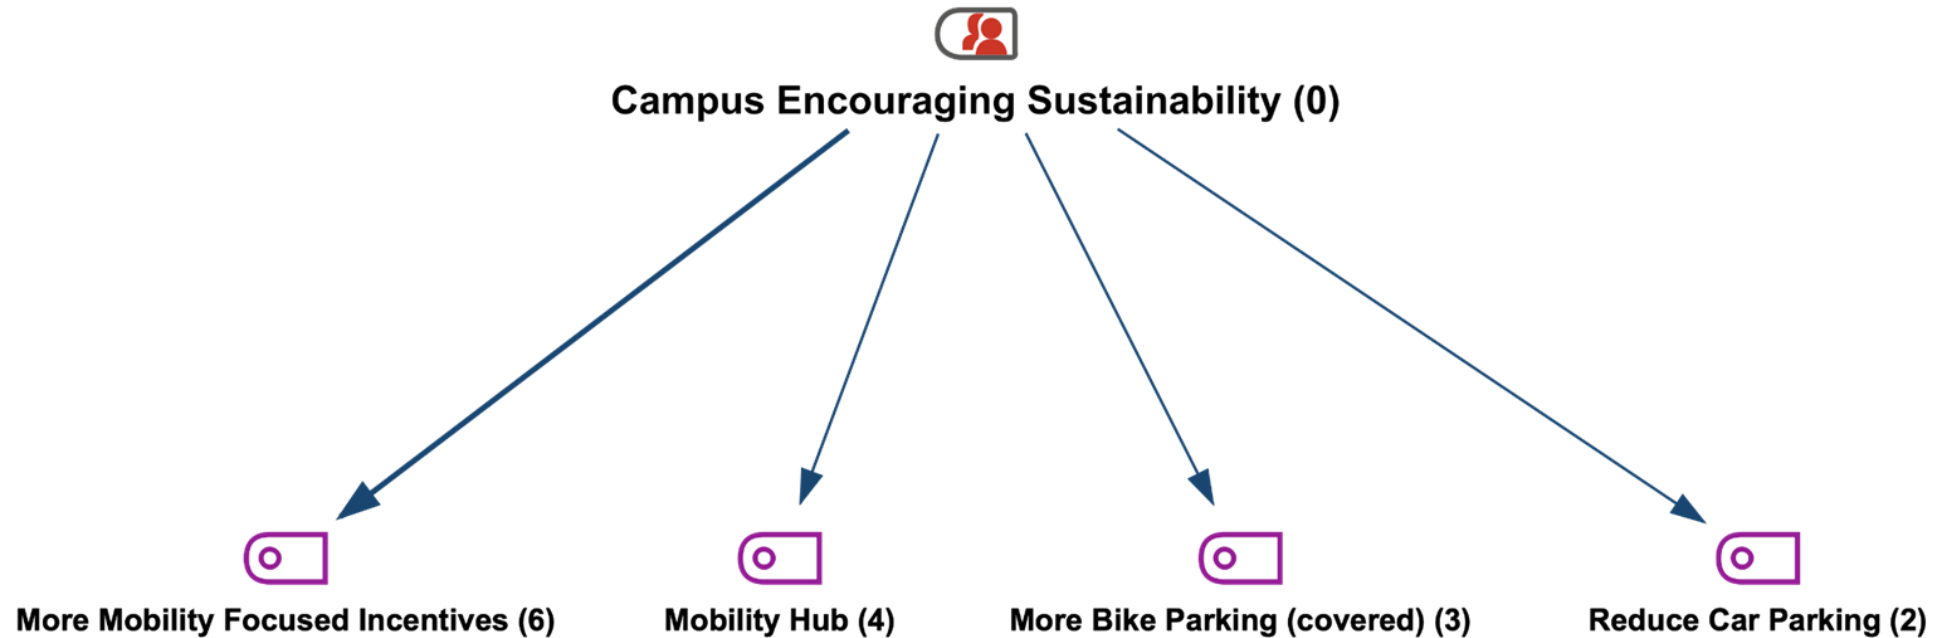 Campus Encouraging Sustainability (0)
More Mobility Focused Incentives (6)
Mobility Hub (4)
More Bike Parking (covered) (3)
Reduce Car Parking (2)